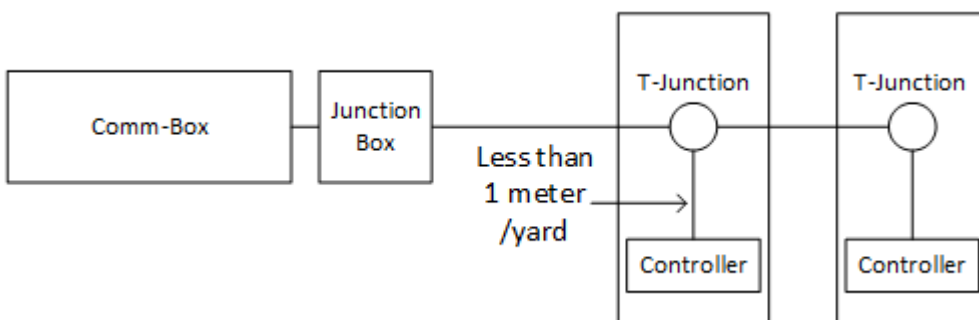 Comm-Box
Junction
Box
T-Junction
T-Junction
Less than
1 meter
/yard
Controller
Controller